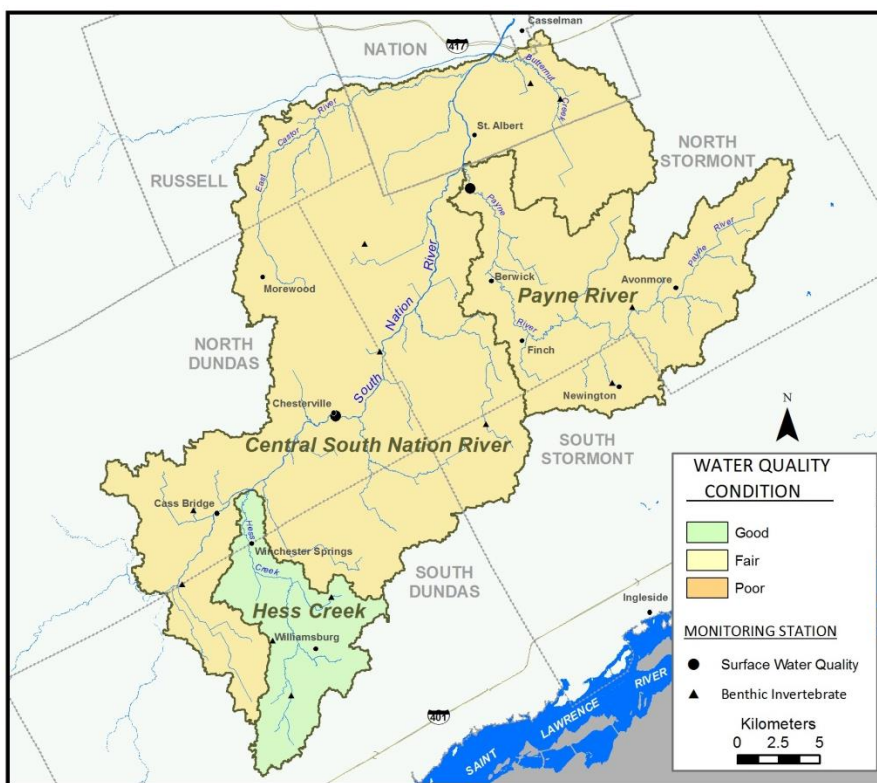 Casselman
NATION
417
Butternut
Creek
East
Castor
River
St. Albert
NORTH
STORMONT
RUSSELL
Payne
River
Payne
River
Berwick
Avonmore
Payne River
Morewood
Nation
South
River
NORTH
DUNDAS
Finch
Newington
Chesterville
Central South Nation River
SOUTH
STORMONT
N
Cass Bridge
Hess
Creek
Winchester Springs
SOUTH
DUNDAS
Hess Creek
Williamsburg
Ingleside
401
SAINT LAWRENCE RIVER
WATER QUALITY
CONDITION
Good
Fair
Poor
MONITORING STATION
Surface Water Quality
Benthic Invertebrate
Kilometers
0 2.5 5